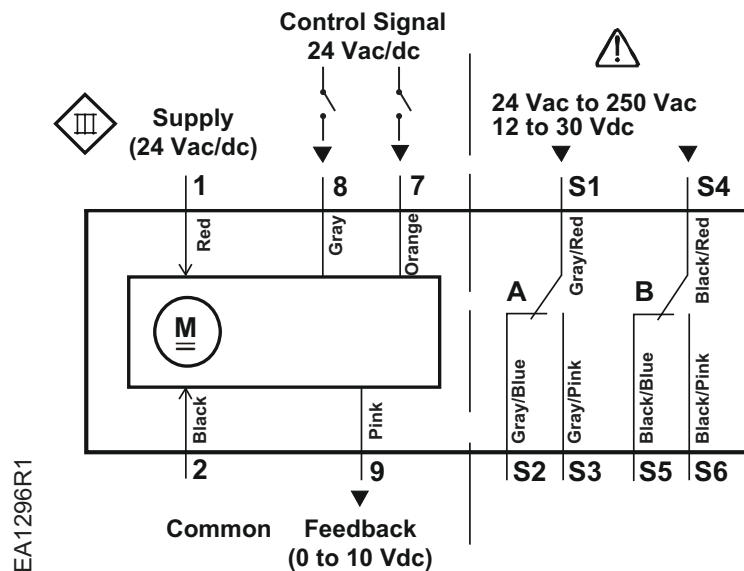 Control Signal
24 Vac/dc
Supply
(24 Vac/dc)
24 Vac to 250 Vac
12 to 30 Vdc
III
1
8
7
S1
S4
Red
Gray
Orange
Gray/Red
Black/Red
A
B
M
Black
Pink
Gray/Blue
Gray/Pink
Black/Blue
Black/Pink
2
9
S2
S3
S5
S6
Common
Feedback
(0 to 10 Vdc)
EA1296R1